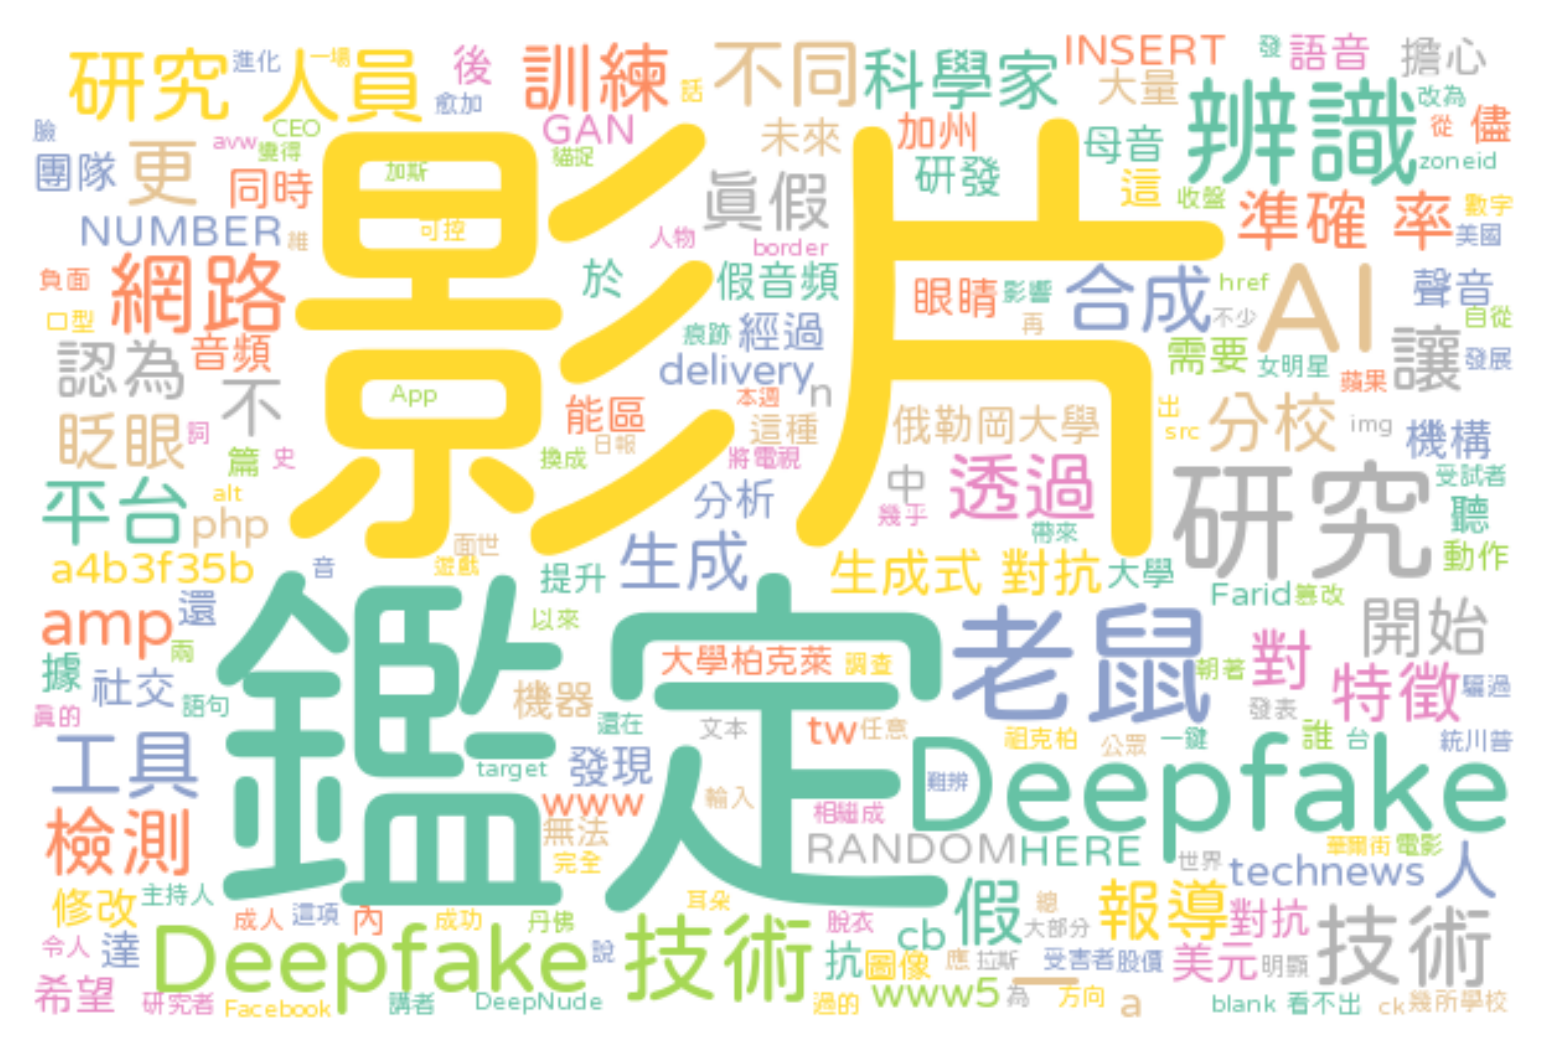 研究 進化 人員 一場 愈加 後 訓練 話 不同 科學家 INSERT 大量 發 語音 擔心
臉 CEO avw 變得 GAN 貓捉 未來 加州 母音 辨識 改為 從 儘
團隊 更 同時 加斯 眞假 研發 這 收盤 zoneid
NUMBER 維 可控 人物 border 準確 率 數字 美國
負面 網路 影片 於 假音頻 眼睛 影響 合成 href AI 聲音
口型 音頻 痕跡 經過 再 不少 自從
認為 不 App delivery n 本週 需要 女明星 蘋果 讓 發展
眨眼 詞 能區 日報 這種 俄勒岡大學 出 src 分校 img 機構
篇 史 換成 將電視 中 透過 研究 受試者
平台 alt php 分析 幾乎 帶來 聽
a4b3f35b 音 面世 遊戲 提升 生成 生成式 對抗 大學 動作
amp 還 鑑定 以來 老鼠 Farid 篡改 開始
據 兩 社交 語句 機器 大學柏克萊 調查 朝著 對 特徵 騙過
眞的 還在 文本 tw 任意 祖克柏 公眾 一鍵 發表 誰 台 統川普
工具 target 發現 輸入 Deepfake 難辨
檢測 www 無法 相繼成 RANDOM HERE 世界 華爾街 電影
完全 technews 人
修改 主持人 成人 這項 內 成功 丹佛 耳朵 脫衣 假 總 大部分 報導 對抗 技術
令人 達 Deepfake 說 技術 cb 抗 圖像 應 拉斯 受害者 股價 美元 明顯
希望 研究者 Facebook 講者 DeepNude 過的 www5 為 一 方向 a blank 看不出 ck 幾所學校